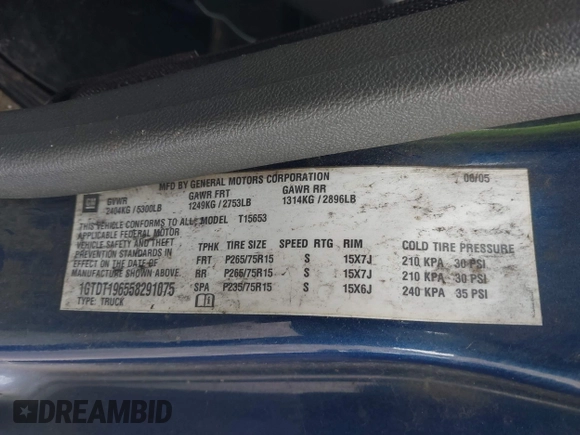 MFD BY GENERAL MOTORS CORPORATION 06/05
GM GVWR GAWR FRT GAWR RR
2404KG / 5300LB 1249KG / 2753LB 1314KG / 2896LB
THIS VEHICLE CONFORMS TO ALL MODEL T15653
APPLICABLE FEDERAL MOTOR
VEHICLE SAFETY AND THEFT
PREVENTION STANDARDS
IN EFFECT ON THE DATE OF
MANUFACTURE SHOWN ABOVE.
TPHK TIRE SIZE SPEED RTG RIM COLD TIRE PRESSURE
FRT P265/75R15 S 15X7J 210 KPA 30 PSI
RR P265/75R15 S 15X7J 210 KPA 30 PSI
SPA P235/75R15 S 15X6J 240 KPA 35 PSI
1GTDT196558291075
TYPE: TRUCK
DREAMBID